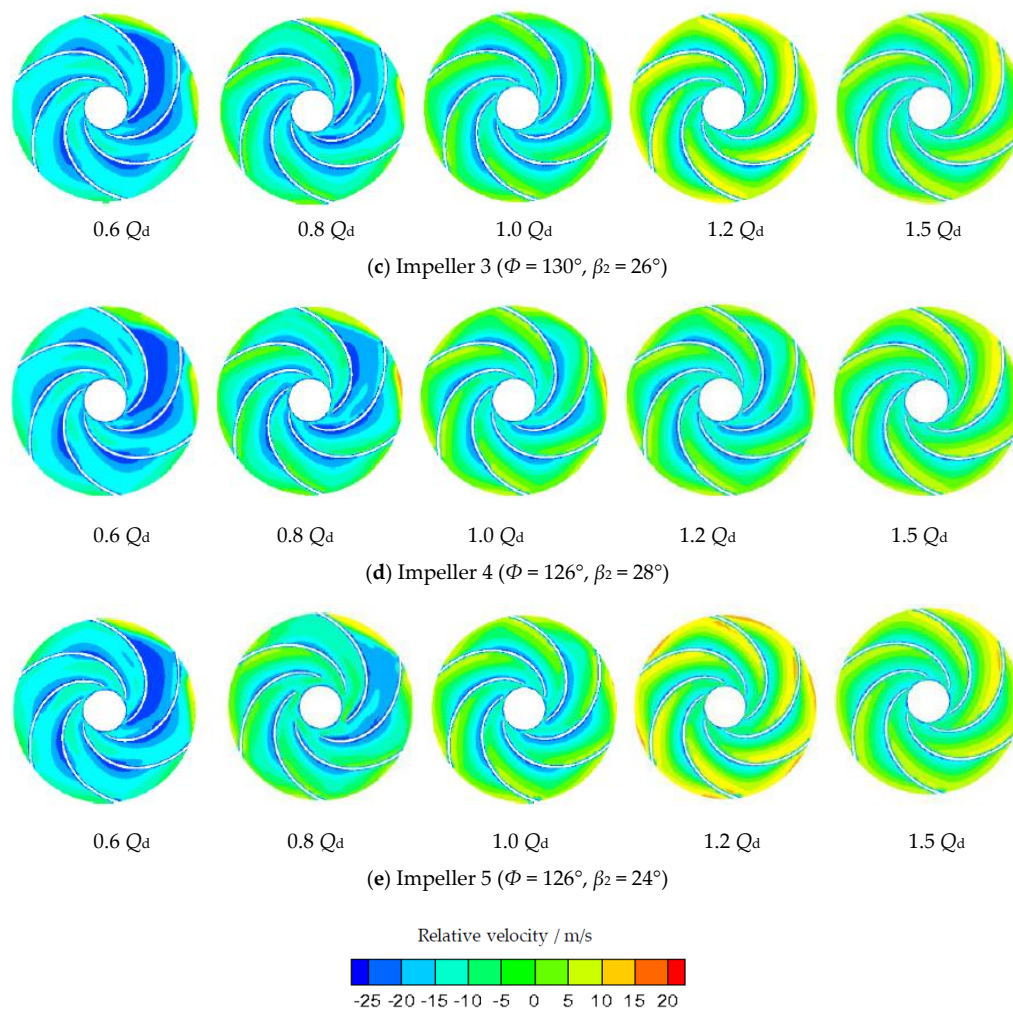 0.6 Qd 0.8 Qd 1.0 Qd 1.2 Qd 1.5 Qd
(c) Impeller 3 (Φ = 130°, β2 = 26°)
0.6 Qd 0.8 Qd 1.0 Qd 1.2 Qd 1.5 Qd
(d) Impeller 4 (Φ = 126°, β2 = 28°)
0.6 Qd 0.8 Qd 1.0 Qd 1.2 Qd 1.5 Qd
(e) Impeller 5 (Φ = 126°, β2 = 24°)
Relative velocity / m/s
-25 -20 -15 -10 -5 0 5 10 15 20